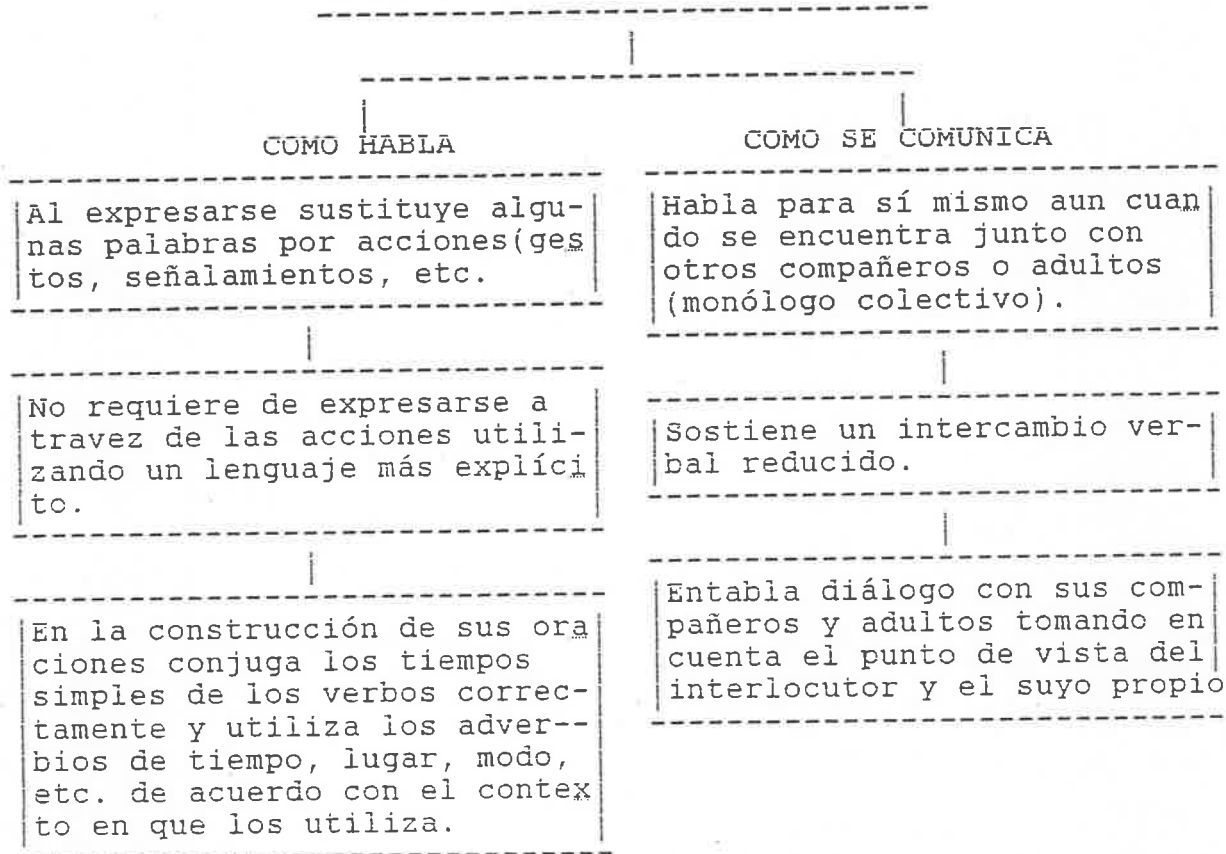 COMO HABLA
Al expresarse sustituye algu-
nas palabras por acciones(ges
tos, señalamientos, etc.
No requiere de expresarse a
travez de las acciones utili-
zando un lenguaje más explíci
to.
En la construcción de sus ora
ciones conjuga los tiempos
simples de los verbos correc-
tamente y utiliza los adver--
bios de tiempo, lugar, modo,
etc. de acuerdo con el contex
to en que los utiliza.
COMO SE COMUNICA
Habla para sí mismo aun cuan
do se encuentra junto con
otros compañeros o adultos
(monólogo colectivo).
Sostiene un intercambio ver-
bal reducido.
Entabla diálogo con sus com-
pañeros y adultos tomando en
cuenta el punto de vista del
interlocutor y el suyo propio